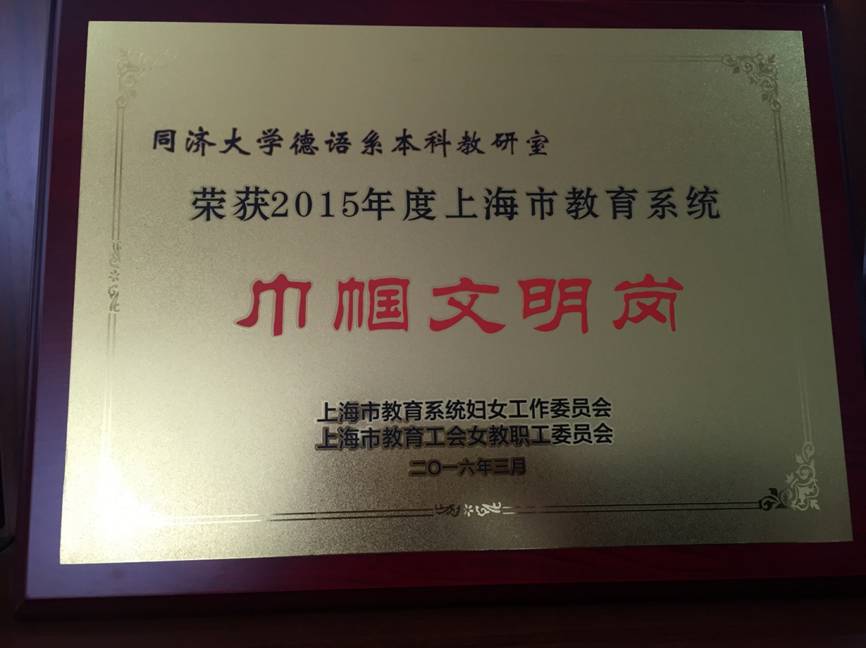 同济大学德语系本科教研室
荣获2015年度上海市教育系统
巾帼文明岗
上海市教育系统妇女工作委员会
上海市教育工会女教职工委员会
二〇一六年三月